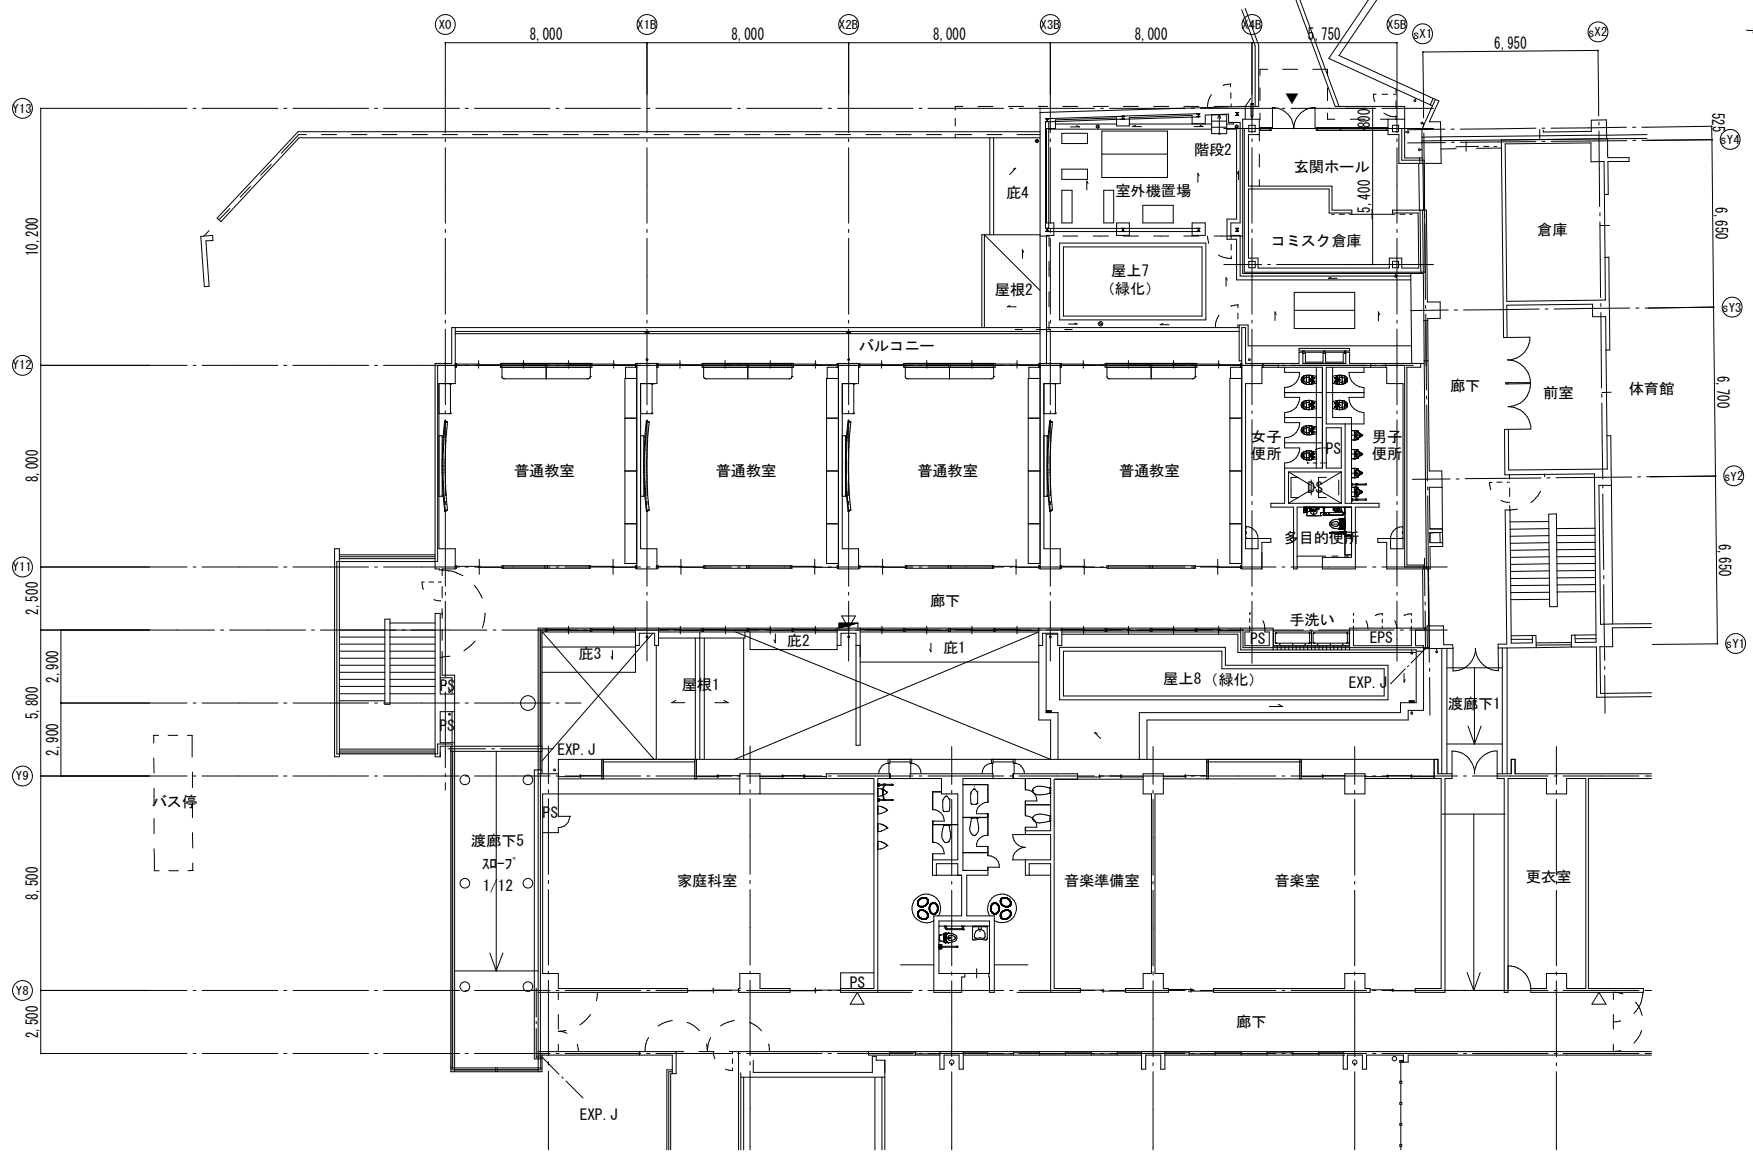 X0
X1B
X2B
X3B
X4B
X5B
sX1
sX2
8,000
8,000
8,000
8,000
5,750
6,950
Y13
800
525
sY4
階段2
玄関ホール
庇4
室外機置場
5,400
10,200
6,650
倉庫
コミスク倉庫
屋上7
(緑化)
屋根2
sY3
バルコニー
Y12
廊下
前室
体育館
6,700
女子
便所
PS
男子
便所
8,000
普通教室
普通教室
普通教室
普通教室
sY2
PS
多目的便所
Y11
6,650
2,500
廊下
手洗い
PS
EPS
庇3
庇2
庇1
sY1
2,900
PS
屋根1
屋上8 (緑化)
EXP.J
5,800
渡廊下1
PS
2,900
EXP.J
Y9
バス停
PS
渡廊下5
スロープ
1/12
8,500
家庭科室
音楽準備室
音楽室
更衣室
PS
Y8
2,500
廊下
EXP.J